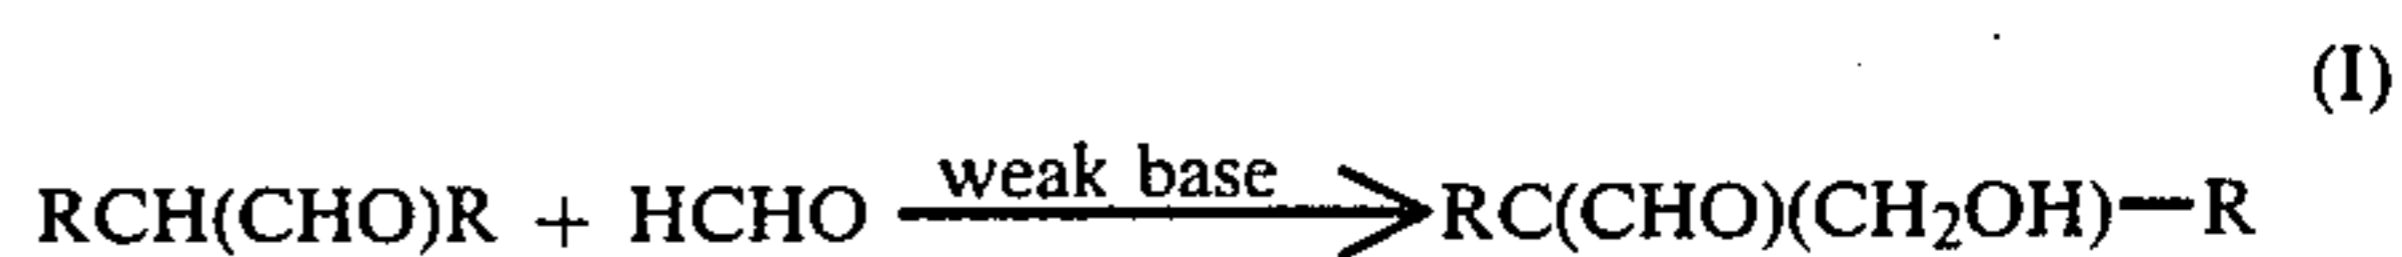 (I)
weak base
RCH(CHO)R + HCHO ⟶ RC(CHO)(CH₂OH)—R